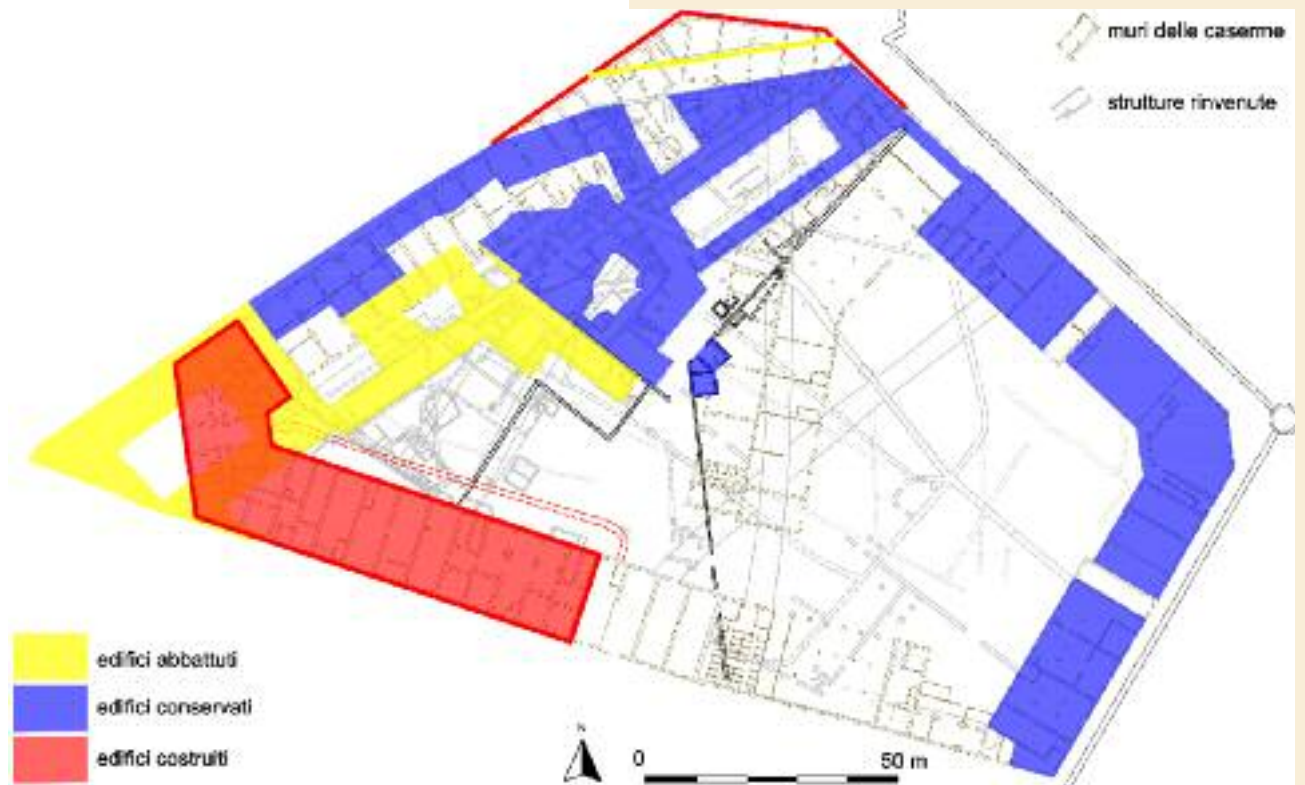 muri delle caserme
strutture rinvenute
edifici abbattuti
edifici conservati
edifici costruiti
N
0 50 m